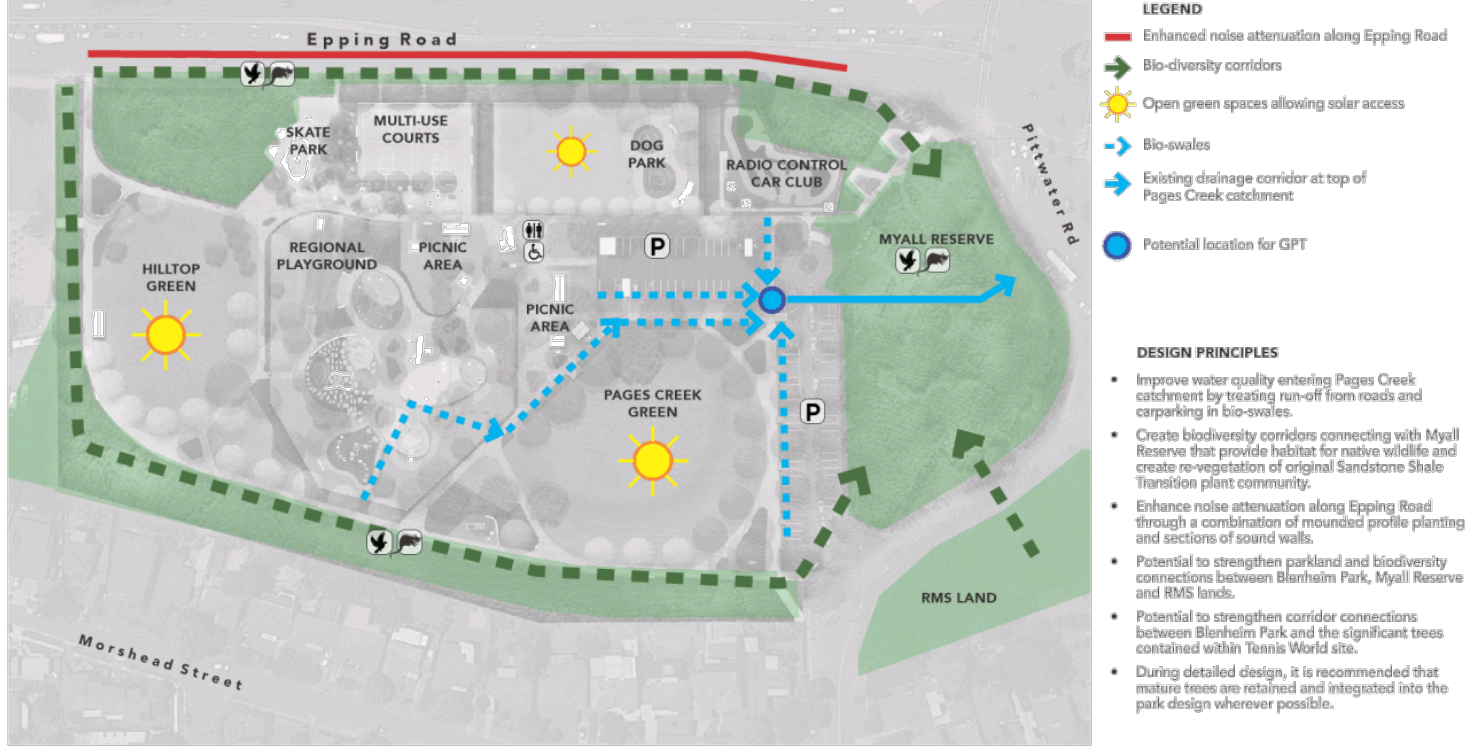 Epping Road
SKATE
PARK
MULTI-USE
COURTS
DOG
PARK
RADIO CONTROL
CAR CLUB
Pittwater Rd
REGIONAL
PLAYGROUND
PICNIC
AREA
P
MYALL RESERVE
HILLTOP
GREEN
PICNIC
AREA
PAGES CREEK
GREEN
P
RMS LAND
Morshead Street
LEGEND
Enhanced noise attenuation along Epping Road
Bio-diversity corridors
Open green spaces allowing solar access
Bio-swales
Existing drainage corridor at top of
Pages Creek catchment
Potential location for GPT
DESIGN PRINCIPLES
• Improve water quality entering Pages Creek
catchment by treating run-off from roads and
carparking in bio-swales.
• Create biodiversity corridors connecting with Myall
Reserve that provide habitat for native wildlife and
create re-vegetation of original Sandstone Shale
Transition plant community.
• Enhance noise attenuation along Epping Road
through a combination of mounded profile planting
and sections of sound walls.
• Potential to strengthen parkland and biodiversity
connections between Blenheim Park, Myall Reserve
and RMS lands.
• Potential to strengthen corridor connections
between Blenheim Park and the significant trees
contained within Tennis World site.
• During detailed design, it is recommended that
mature trees are retained and integrated into the
park design wherever possible.